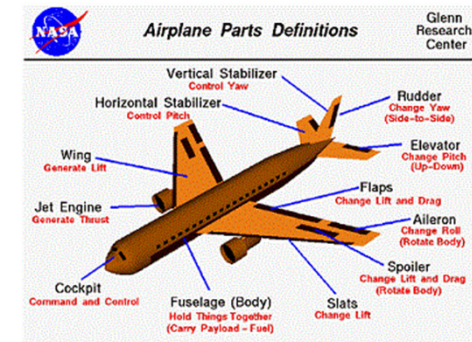 NASA
Airplane Parts Definitions
Glenn
Research
Center
Vertical Stabilizer
Control Yaw
Horizontal Stabilizer
Control Pitch
Rudder
Change Yaw
(Side-to-Side)
Wing
Generate Lift
Elevator
Change Pitch
(Up-Down)
Flaps
Change Lift and Drag
Jet Engine
Generate Thrust
Aileron
Change Roll
(Rotate Body)
Spoiler
Change Lift and Drag
(Rotate Body)
Cockpit
Command and Control
Fuselage (Body)
Hold Things Together
(Carry Payload - Fuel)
Slats
Change Lift